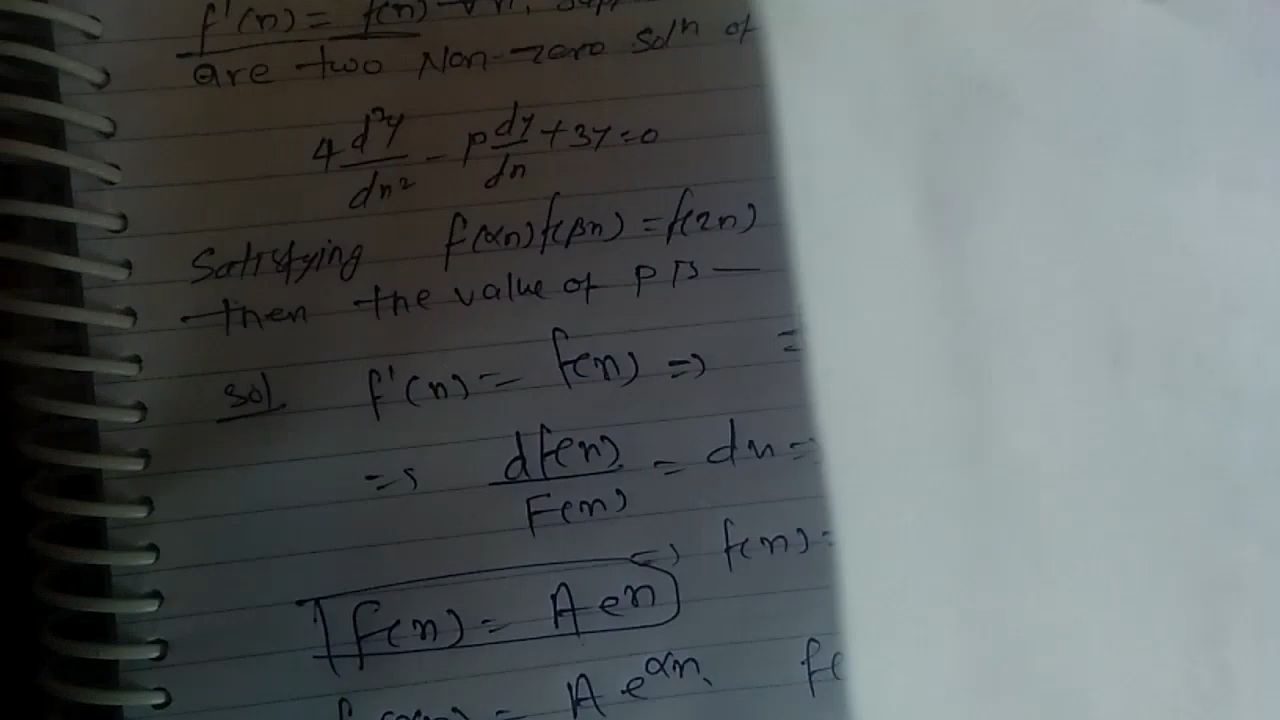 f'(n) = f(n) ∀ n,
are two Non-zero solⁿ of
4 d²y/dn² - p dy/dn + 3y = 0
Satisfying f(αn) f(βn) = f(2n)
then the value of p is —
Sol f'(n) = f(n) => =
=> df(n)/F(n) = dn =
=> f(n) =
f(n) = A eⁿ
= A e^αn, f(